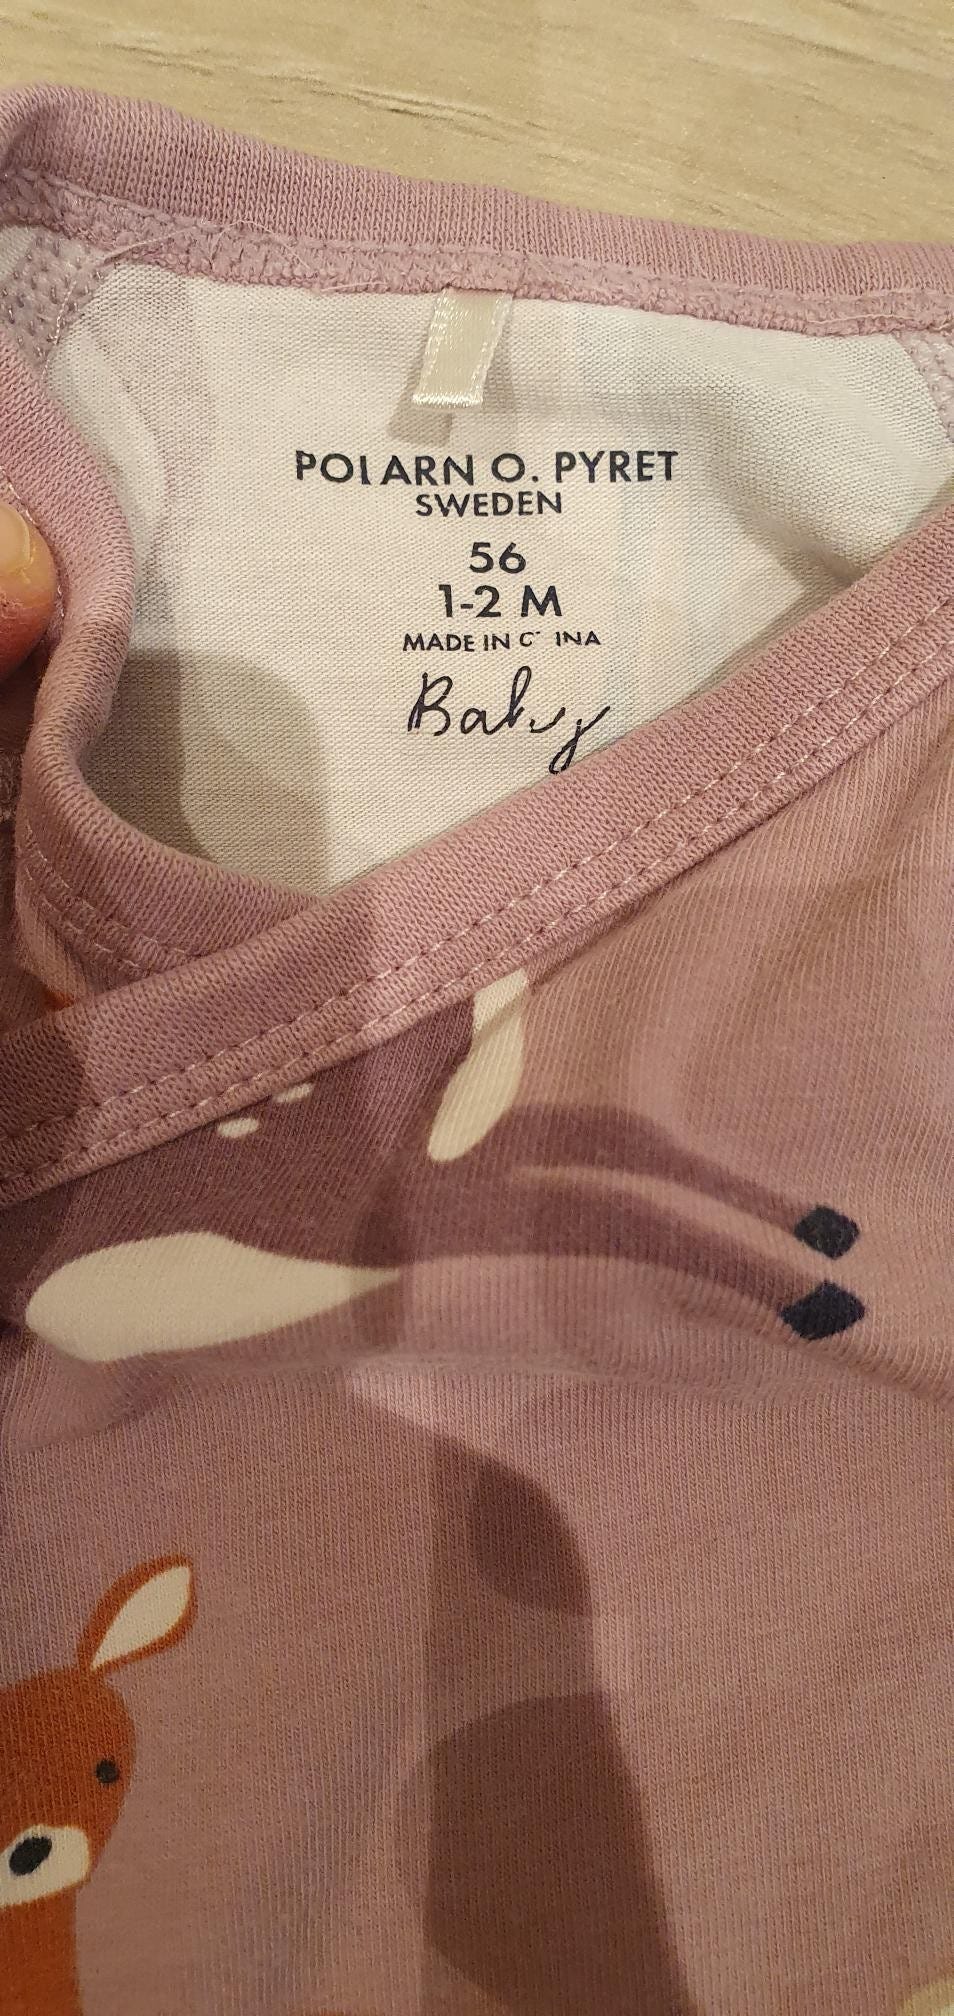 POLARN O. PYRET
SWEDEN
56
1-2 M
MADE IN CHINA
Baby